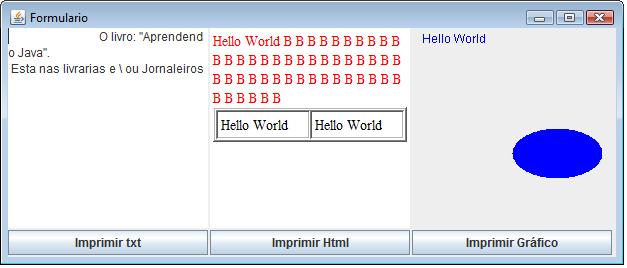 Formulario
O livro: "Aprendend
o Java".
Esta nas livrarias e \ ou Jornaleiros
Hello World B B B B B B B B B B
B B B B B B B B B B B B B B B B
B B B B B B B B B B B B B B B B
B B B B B B
Hello World Hello World
Hello World
Imprimir txt
Imprimir Html
Imprimir Gráfico